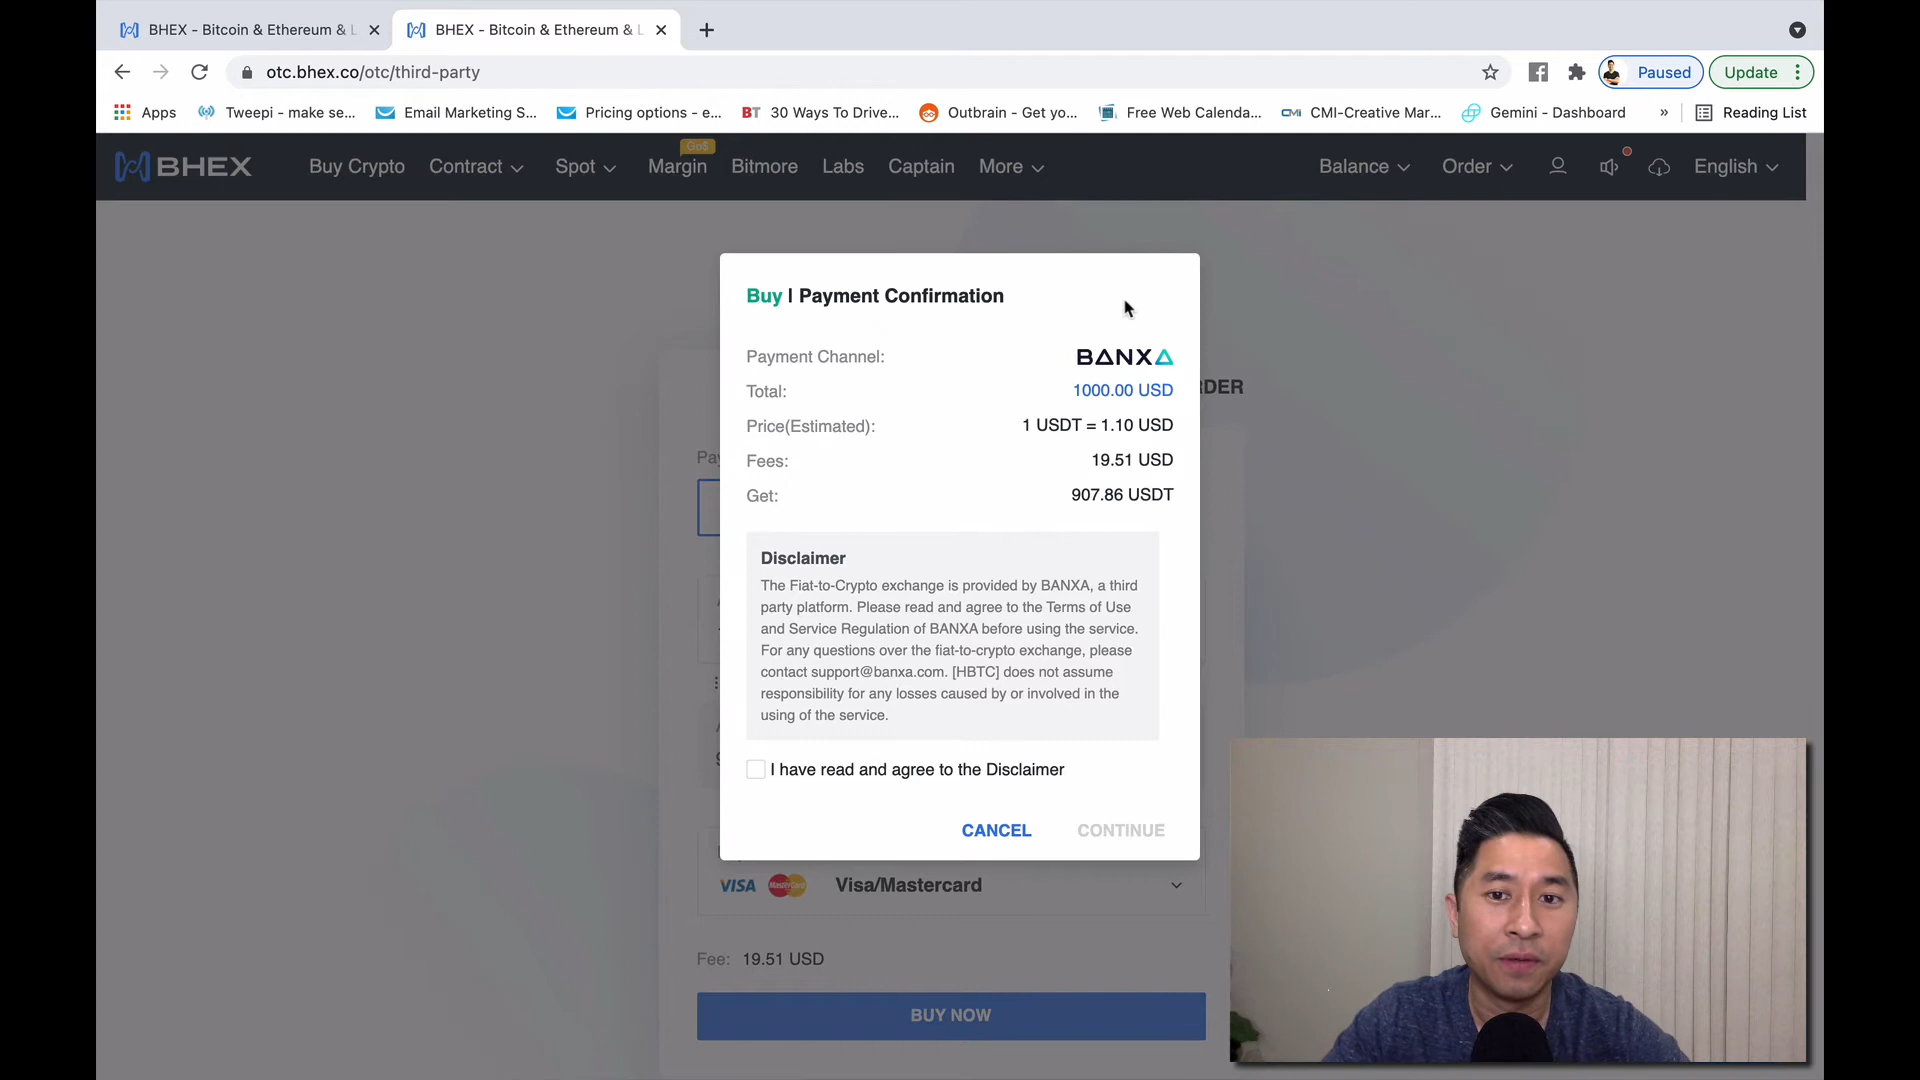 BHEX - Bitcoin & Ethereum & L
BHEX - Bitcoin & Ethereum & L
otc.bhex.co/otc/third-party
Paused
Update
Apps
Tweepi - make se...
Email Marketing S...
Pricing options - e...
BT 30 Ways To Drive...
Outbrain - Get yo...
Free Web Calenda...
CMI CMI-Creative Mar...
Gemini - Dashboard
»
Reading List
BHEX
Buy Crypto
Contract
Spot
Margin
Go$
Bitmore
Labs
Captain
More
Balance
Order
English
Buy | Payment Confirmation
Payment Channel: BANXA
RDER
Total: 1000.00 USD
Price(Estimated): 1 USDT = 1.10 USD
Pay
Fees: 19.51 USD
Get: 907.86 USDT
Disclaimer
The Fiat-to-Crypto exchange is provided by BANXA, a third
party platform. Please read and agree to the Terms of Use
and Service Regulation of BANXA before using the service.
For any questions over the fiat-to-crypto exchange, please
contact support@banxa.com. [HBTC] does not assume
responsibility for any losses caused by or involved in the
using of the service.
I have read and agree to the Disclaimer
CANCEL CONTINUE
VISA MasterCard Visa/Mastercard
Fee: 19.51 USD
BUY NOW